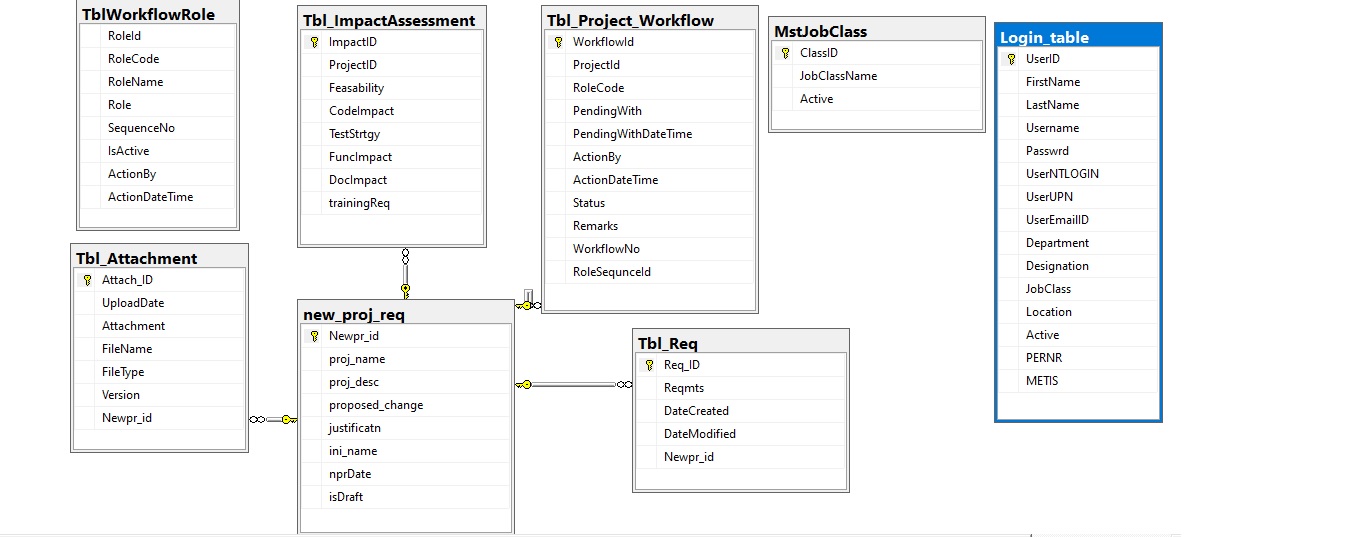 TblWorkflowRole
RoleId
RoleCode
RoleName
Role
SequenceNo
IsActive
ActionBy
ActionDateTime
Tbl_ImpactAssessment
ImpactID
ProjectID
Feasability
CodeImpact
TestStrtgy
FuncImpact
DocImpact
trainingReq
Tbl_Project_Workflow
WorkflowId
ProjectId
RoleCode
PendingWith
PendingWithDateTime
ActionBy
ActionDateTime
Status
Remarks
WorkflowNo
RoleSequnceId
MstJobClass
ClassID
JobClassName
Active
Login_table
UserID
FirstName
LastName
Username
Passwrd
UserNTLOGIN
UserUPN
UserEmailID
Department
Designation
JobClass
Location
Active
PERNR
METIS
Tbl_Attachment
Attach_ID
UploadDate
Attachment
FileName
FileType
Version
Newpr_id
new_proj_req
Newpr_id
proj_name
proj_desc
proposed_change
justificatn
ini_name
nprDate
isDraft
Tbl_Req
Req_ID
Reqmts
DateCreated
DateModified
Newpr_id